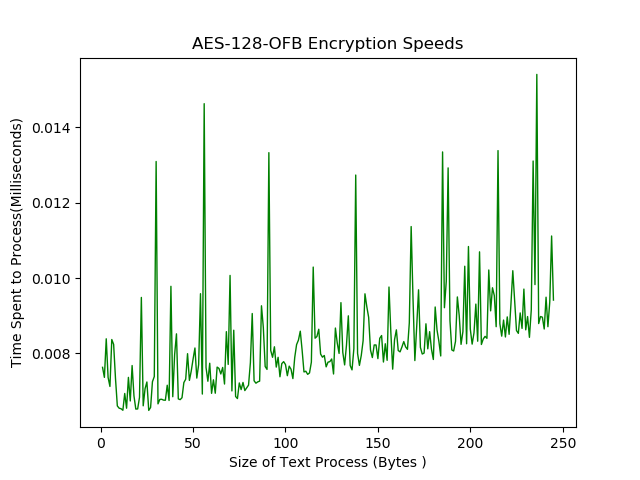 AES-128-OFB Encryption Speeds
Time Spent to Process(Milliseconds)
0.014
0.012
0.010
0.008
0 50 100 150 200 250
Size of Text Process (Bytes )